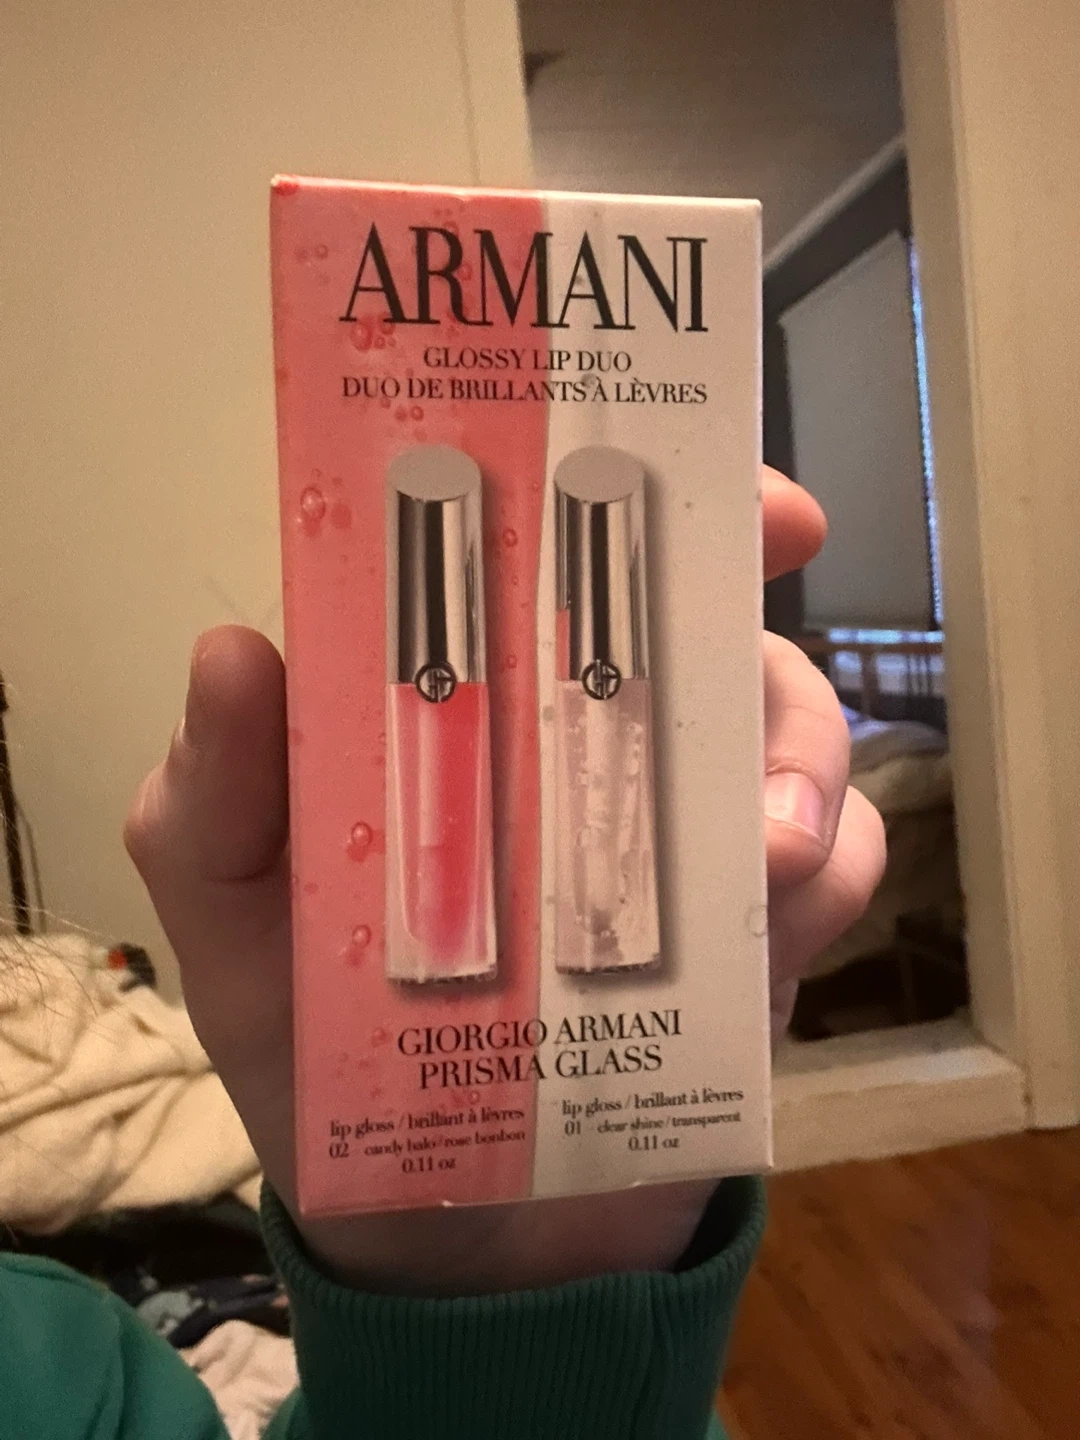 ARMANI
GLOSSY LIP DUO
DUO DE BRILLANTS À LÈVRES
GIORGIO ARMANI
PRISMA GLASS
lip gloss / brillant à lèvres
02 - candy halo / rose bonbon
0.11 oz
lip gloss / brillant à lèvres
01 - clear shine / transparent
0.11 oz